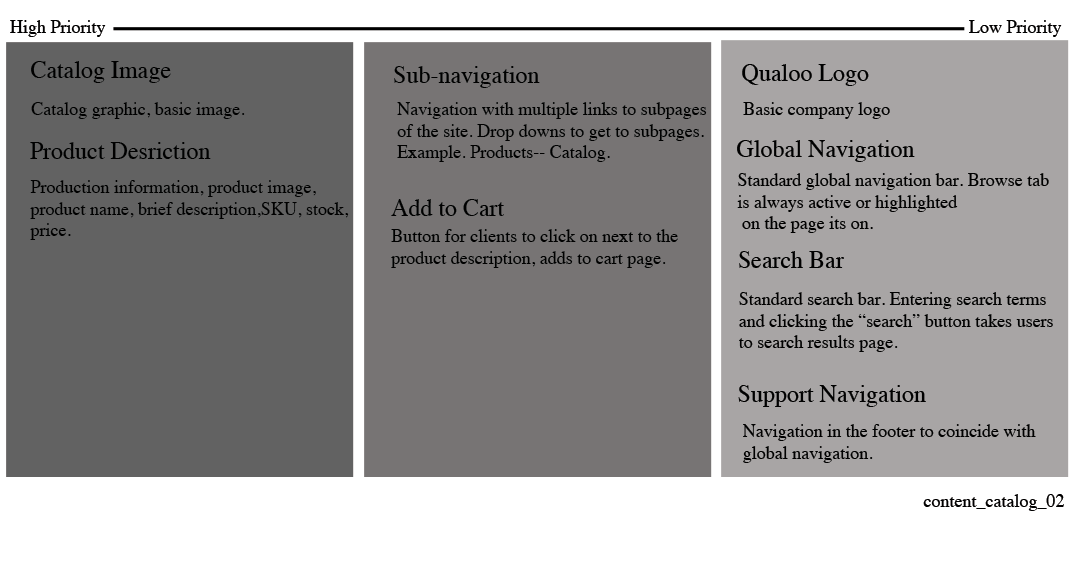 High Priority
Low Priority
Catalog Image
Catalog graphic, basic image.
Product Desription
Production information, product image,
product name, brief description,SKU, stock,
price.
Sub-navigation
Navigation with multiple links to subpages
of the site. Drop downs to get to subpages.
Example. Products-- Catalog.
Add to Cart
Button for clients to click on next to the
product description, adds to cart page.
Qualoo Logo
Basic company logo
Global Navigation
Standard global navigation bar. Browse tab
is always active or highlighted
on the page its on.
Search Bar
Standard search bar. Entering search terms
and clicking the “search” button takes users
to search results page.
Support Navigation
Navigation in the footer to coincide with
global navigation.
content_catalog_02